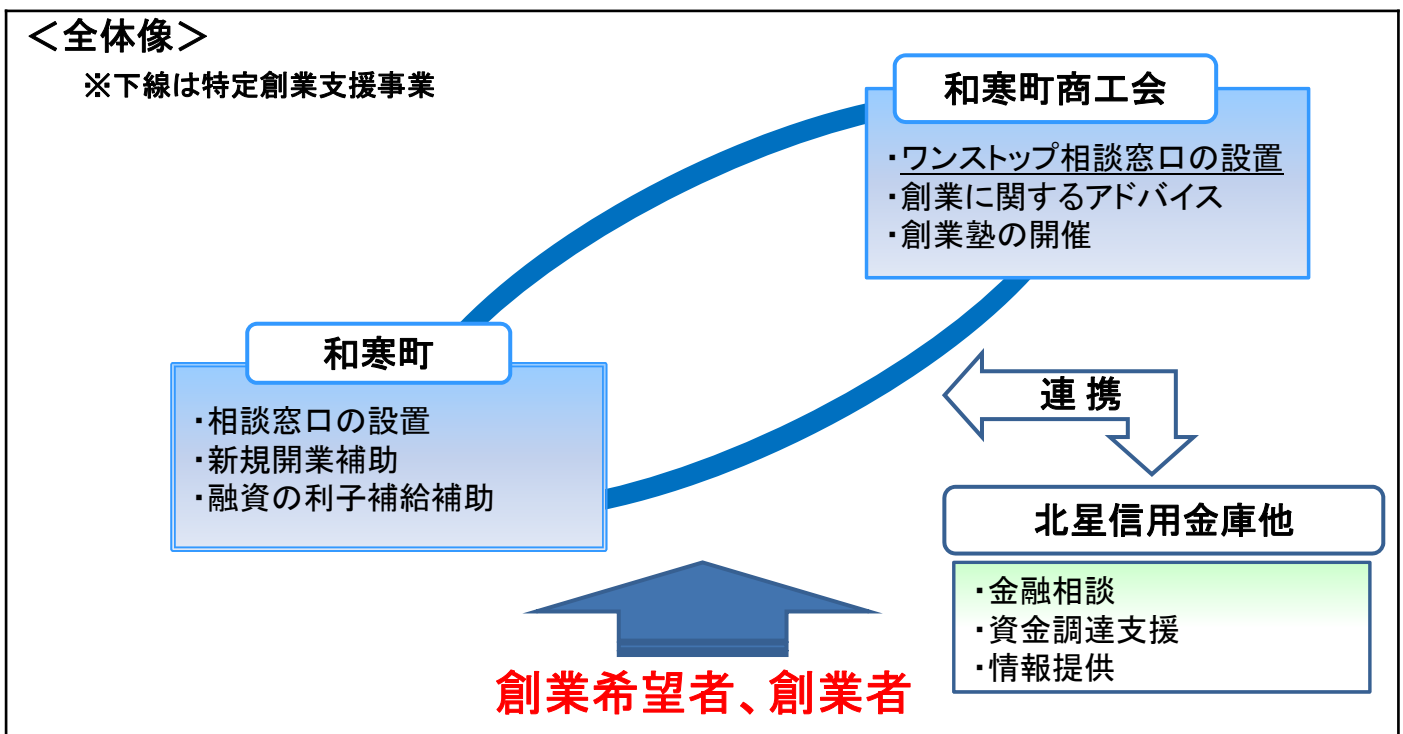 ＜全体像＞
※下線は特定創業支援事業
和寒町商工会
・ワンストップ相談窓口の設置
・創業に関するアドバイス
・創業塾の開催
和寒町
・相談窓口の設置
・新規開業補助
・融資の利子補給補助
連 携
北星信用金庫他
・金融相談
・資金調達支援
・情報提供
創業希望者、創業者